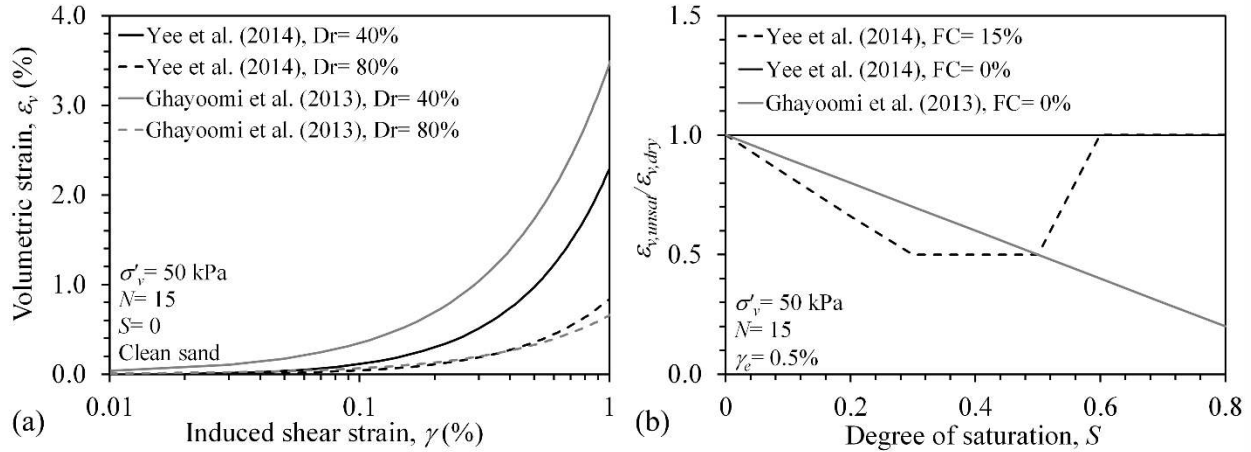 Volumetric strain, εv (%)
4.0
3.0
2.0
1.0
0.0
Yee et al. (2014), Dr= 40%
Yee et al. (2014), Dr= 80%
Ghayoomi et al. (2013), Dr= 40%
Ghayoomi et al. (2013), Dr= 80%
σ′v= 50 kPa
N= 15
S= 0
Clean sand
0.01
0.1
1
(a)
Induced shear strain, γ (%)
εv,unsat/εv,dry
1.5
1.0
0.5
0.0
Yee et al. (2014), FC= 15%
Yee et al. (2014), FC= 0%
Ghayoomi et al. (2013), FC= 0%
σ′v= 50 kPa
N= 15
γe= 0.5%
0
0.2
0.4
0.6
0.8
(b)
Degree of saturation, S